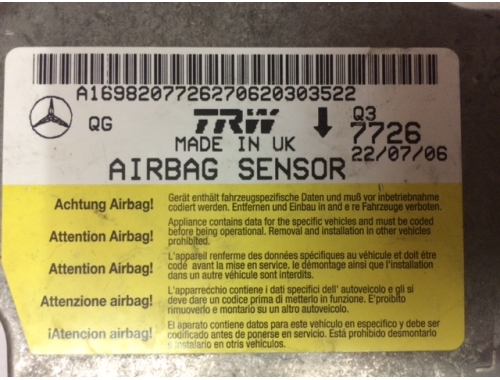 A16982077262706203​03522
QG
TRW
Q3
7726
MADE IN UK
22/07/06
AIRBAG SENSOR
Achtung Airbag!
Gerät enthält fahrzeugspezifische Daten und muß vor inbetriebnahme
codiert werden. Entfernen und Einbau in and e re Fahrzeuge verboten.
Attention Airbag!
Appliance contains data for the specific vehicles and must be coded
before being operational. Removal and installation in other vehicles
prohibited.
Attention Airbag!
L'appareil renferme des données spécifiques au véhicule et doit être
codé avant la mise en service. le démontage ainsi que l'installation
dans un autre véhicule sont interdits.
Attenzione airbag!
L'apparecchio contiene i dati specifici dell' autoveicolo e gli si
deve dare un codice prima di metterlo in funzione. E'proibito
rimuoverlo e montarlo su un altro autoveicolo.
¡Atencion airbag!
El aparato contiene datos para este vehículo en específico y debe ser
codificado antes de ponerse en servicio. Está prohibido desmontarlo
e instalarlo en otris vehículos.